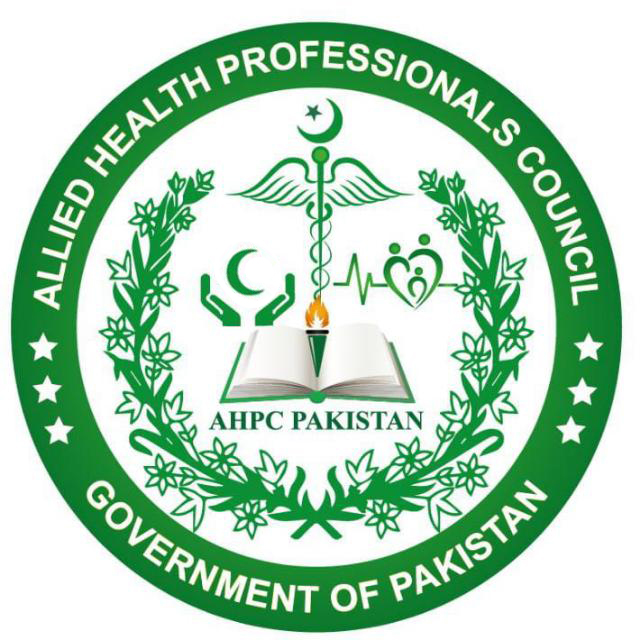 ALLIED HEALTH PROFESSIONALS COUNCIL
AHPC PAKISTAN
GOVERNMENT OF PAKISTAN